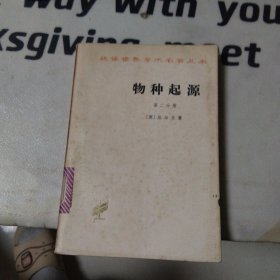 way with words
ksgiving meet
汉译世界学术名著丛书
物种起源
第二分册
〔英〕达尔文著